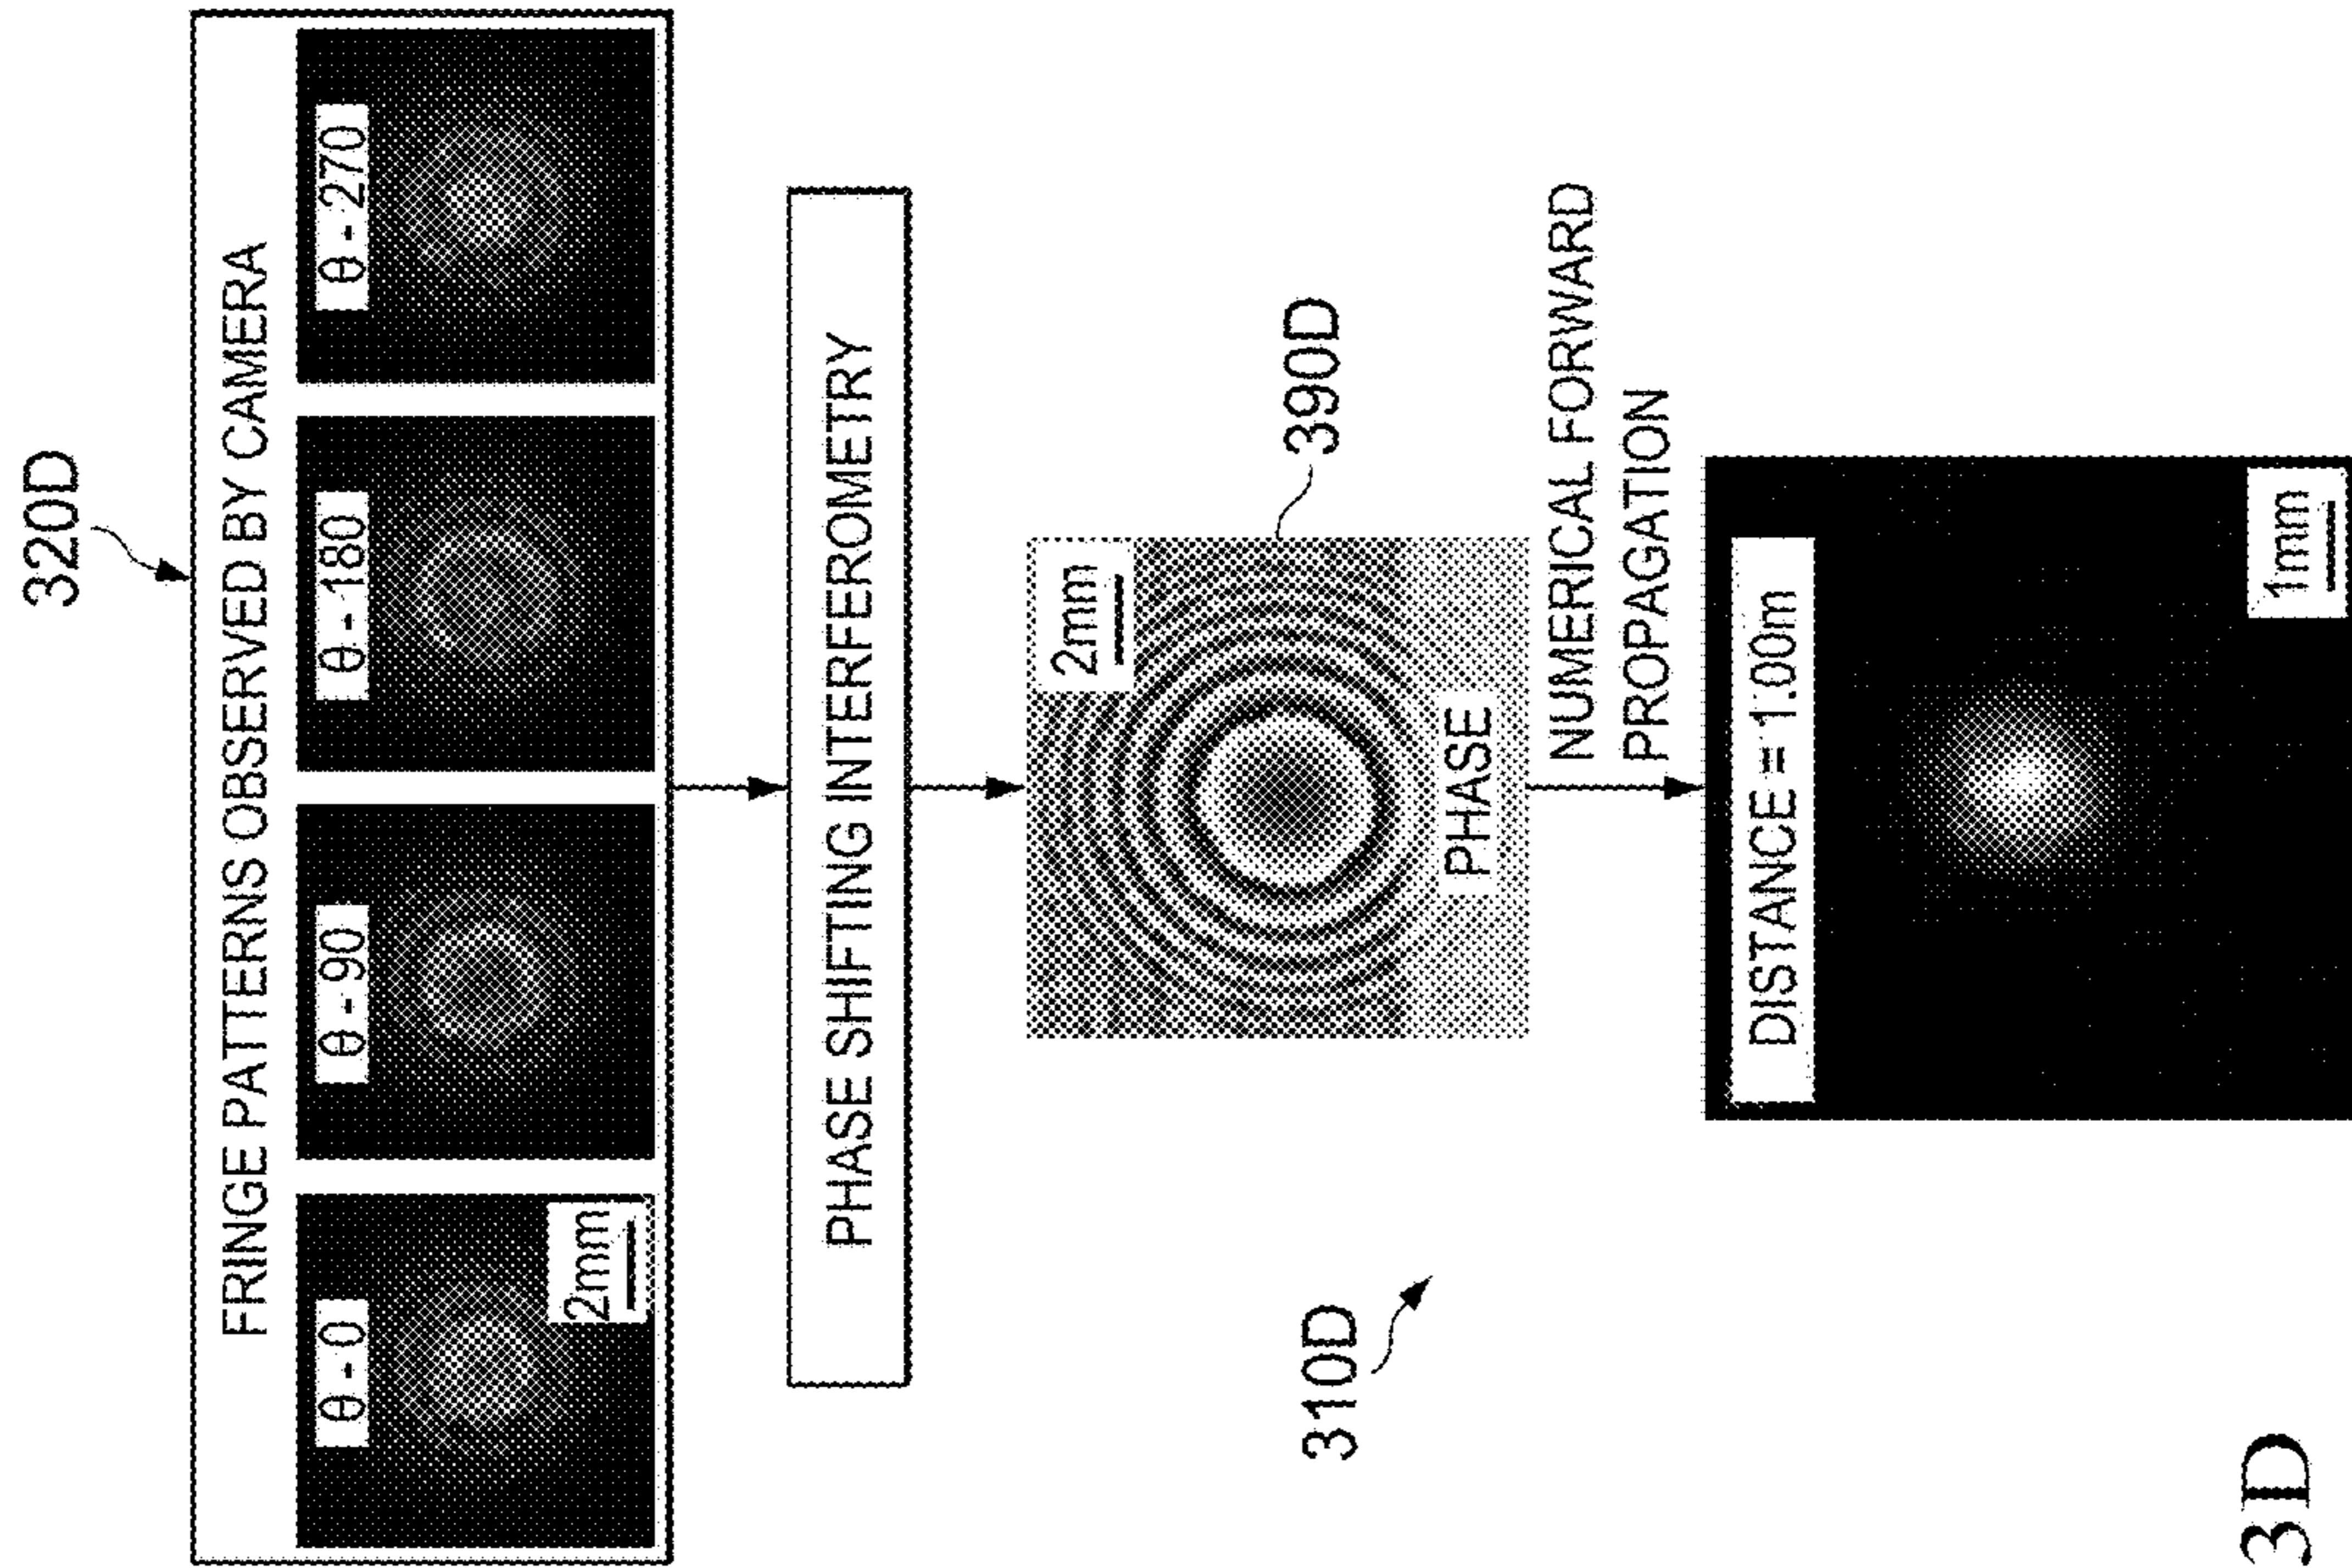 320D
FRINGE PATTERNS OBSERVED BY CAMERA
θ - 0
θ - 90
θ - 180
θ - 270
2mm
PHASE SHIFTING INTERFEROMETRY
310D
2mm
390D
PHASE
NUMERICAL FORWARD
PROPAGATION
DISTANCE = 1.00m
1mm
3D